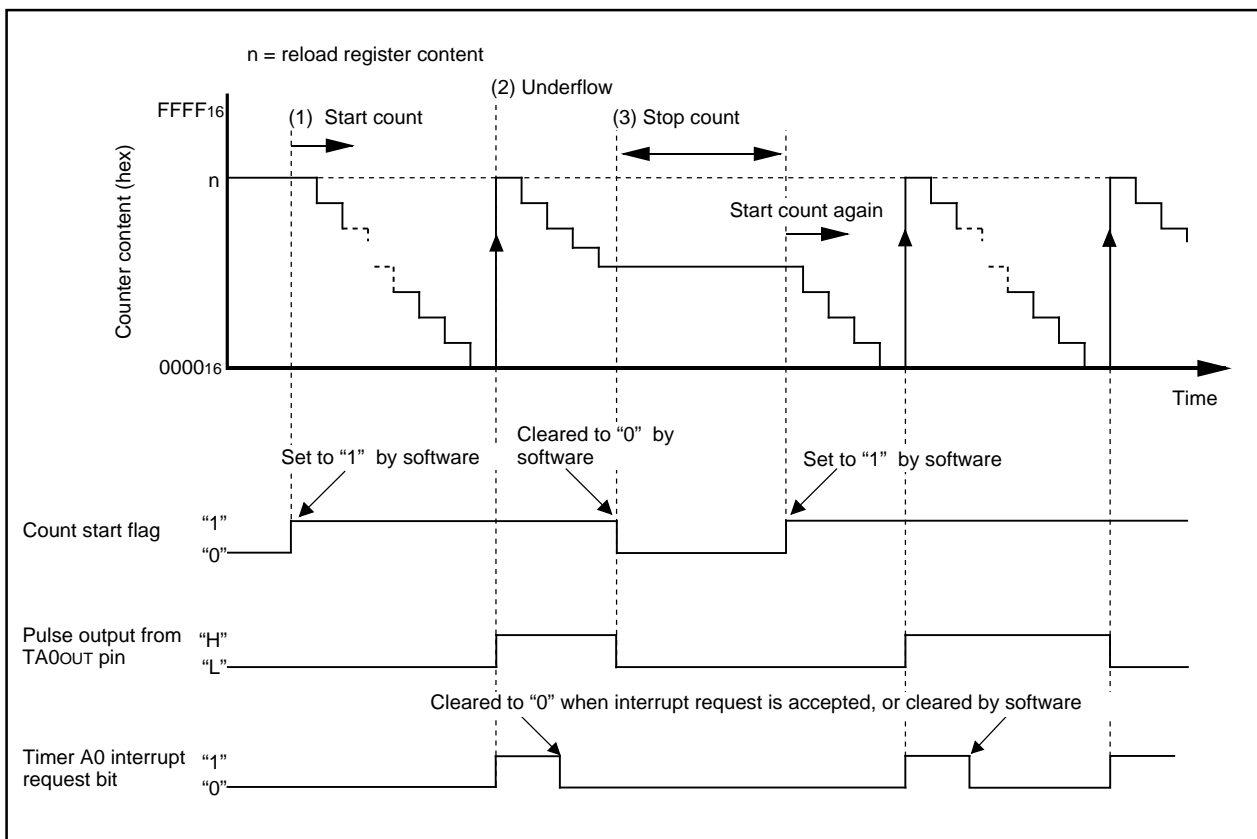 n = reload register content
(2) Underflow
FFFF16
(1) Start count
(3) Stop count
Counter content (hex)
n
Start count again
000016
Time
Cleared to “0” by
software
Set to “1” by software
Set to “1” by software
Count start flag
“1”
“0”
Pulse output from
TA0OUT pin
“H”
“L”
Cleared to “0” when interrupt request is accepted, or cleared by software
Timer A0 interrupt
request bit
“1”
“0”